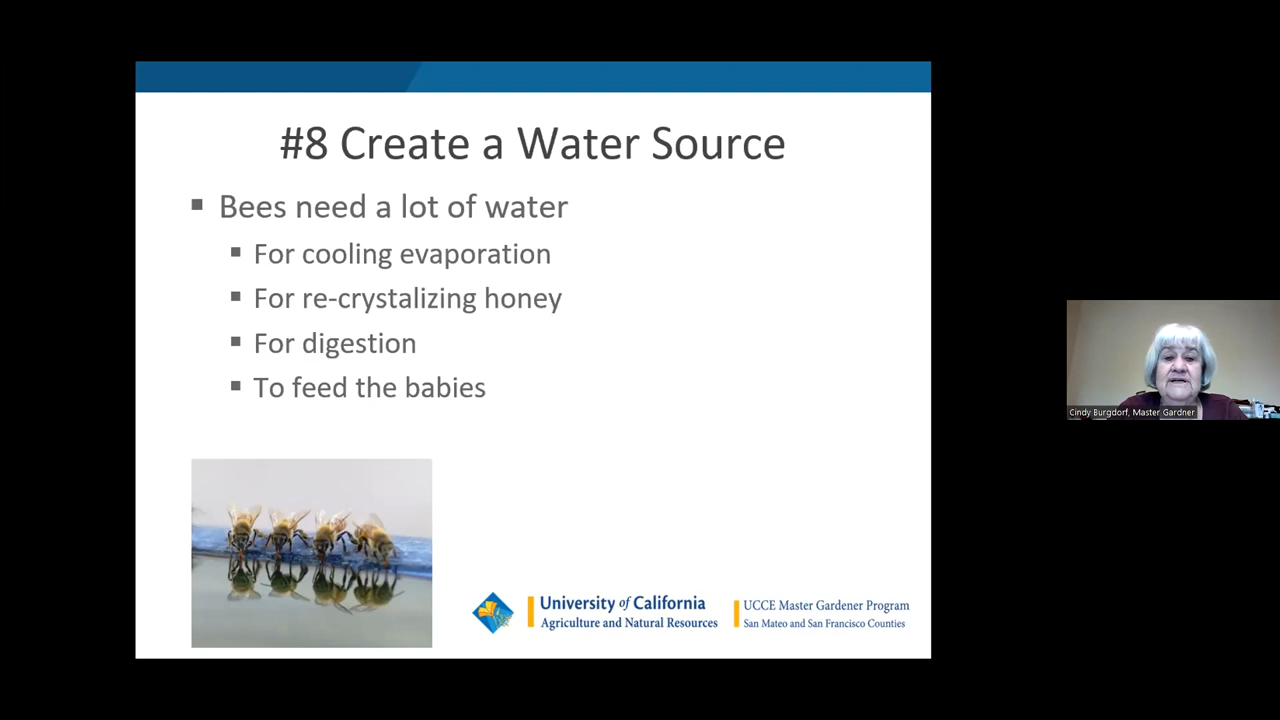 #8 Create a Water Source
Bees need a lot of water
For cooling evaporation
For re-crystalizing honey
For digestion
To feed the babies
University of California
Agriculture and Natural Resources
UCCE Master Gardener Program
San Mateo and San Francisco Counties
Cindy Burgdorf, Master Gardner